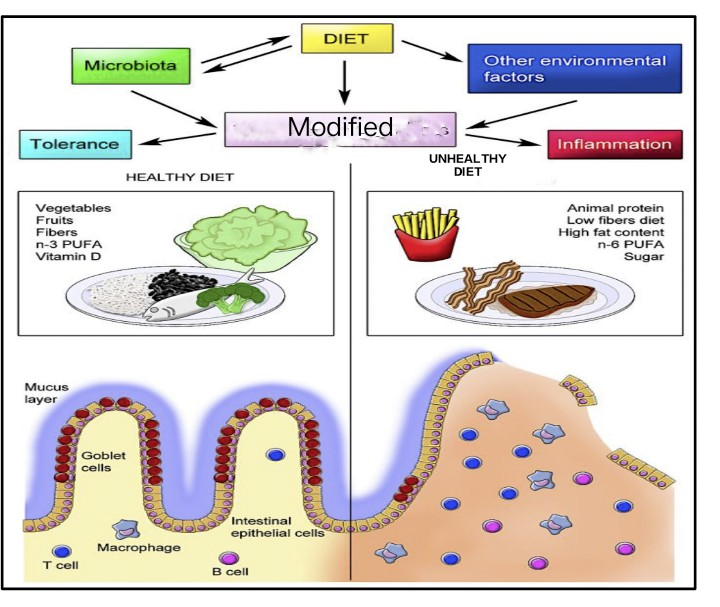 DIET
Microbiota
Other environmental
factors
Modified
Tolerance
Inflammation
HEALTHY DIET
UNHEALTHY
DIET
Vegetables
Fruits
Fibers
n-3 PUFA
Vitamin D
Animal protein
Low fibers diet
High fat content
n-6 PUFA
Sugar
Mucus
layer
Goblet
cells
Intestinal
epithelial cells
Macrophage
T cell
B cell